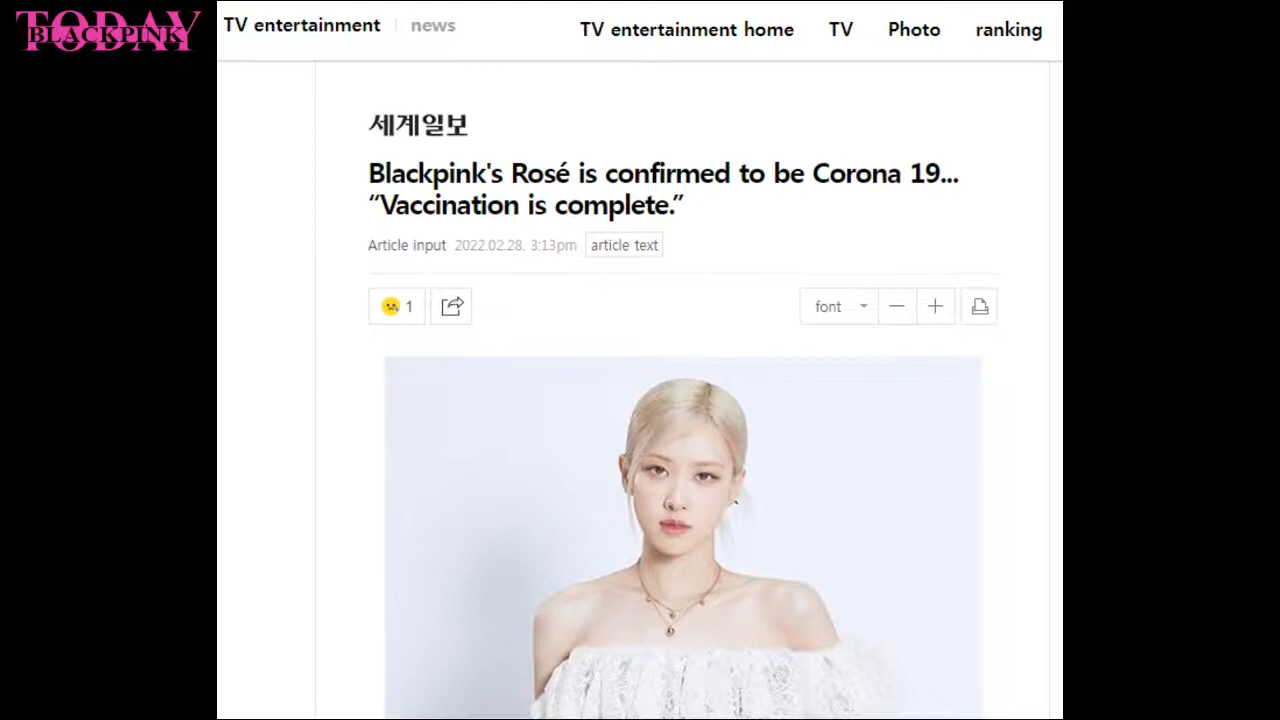 TODAY
BLACKPINK
TV entertainment
news
TV entertainment home
TV
Photo
ranking
세계일보
Blackpink's Rosé is confirmed to be Corona 19...
“Vaccination is complete.”
Article input 2022.02.28. 3:13pm article text
1
font